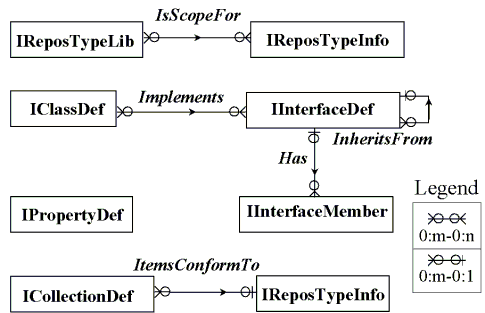 IsScopeFor
IReposTypeLib
IReposTypeInfo
Implements
IClassDef
IInterfaceDef
InheritsFrom
Has
IPropertyDef
IInterfaceMember
Legend
0:m-0:n
0:m-0:1
ItemsConformTo
ICollectionDef
IReposTypeInfo